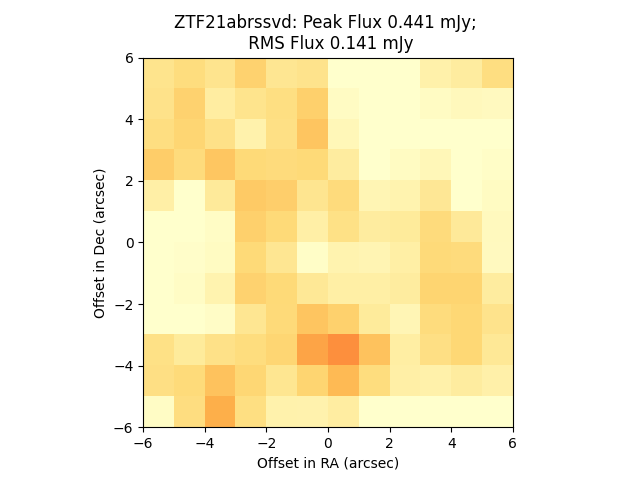 ZTF21abrssvd: Peak Flux 0.441 mJy;
RMS Flux 0.141 mJy
6
4
2
0
−2
−4
−6
Offset in Dec (arcsec)
−6 −4 −2 0 2 4 6
Offset in RA (arcsec)